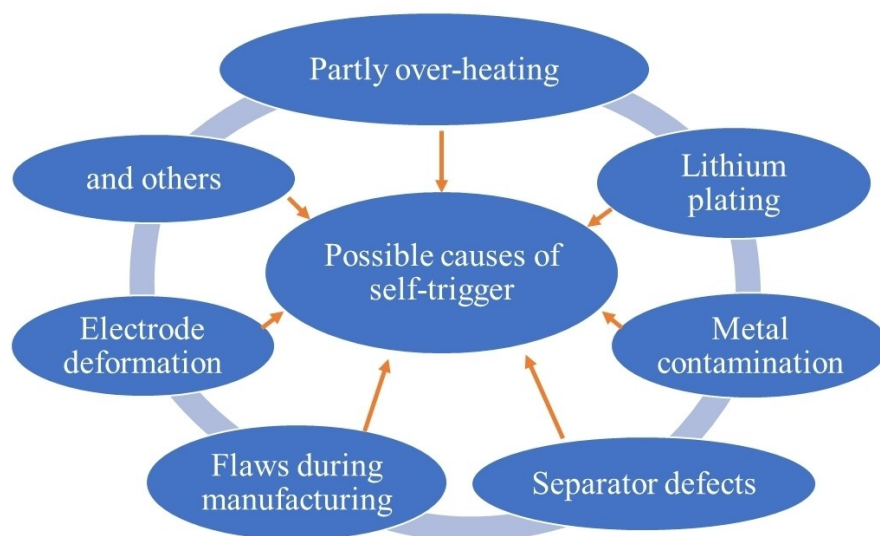 Partly over-heating
and others
Lithium
plating
Possible causes of
self-trigger
Electrode
deformation
Metal
contamination
Flaws during
manufacturing
Separator defects